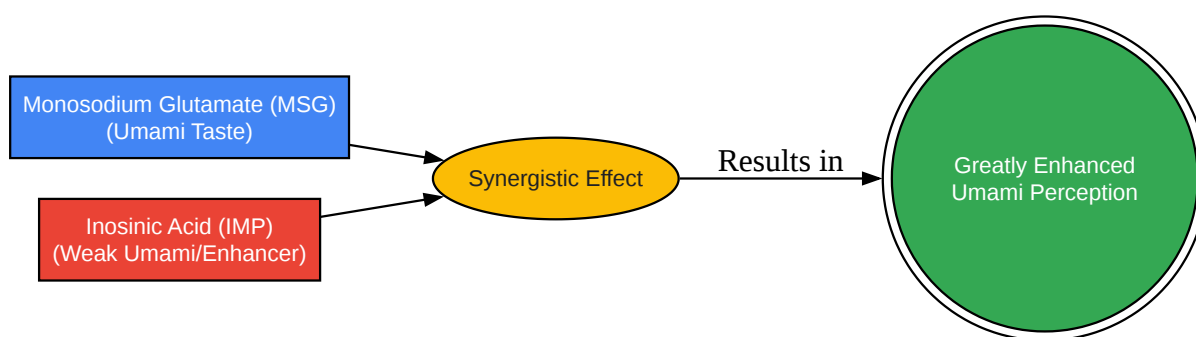 Monosodium Glutamate (MSG)
(Umami Taste)
Inosinic Acid (IMP)
(Weak Umami/Enhancer)
Synergistic Effect
Results in
Greatly Enhanced
Umami Perception